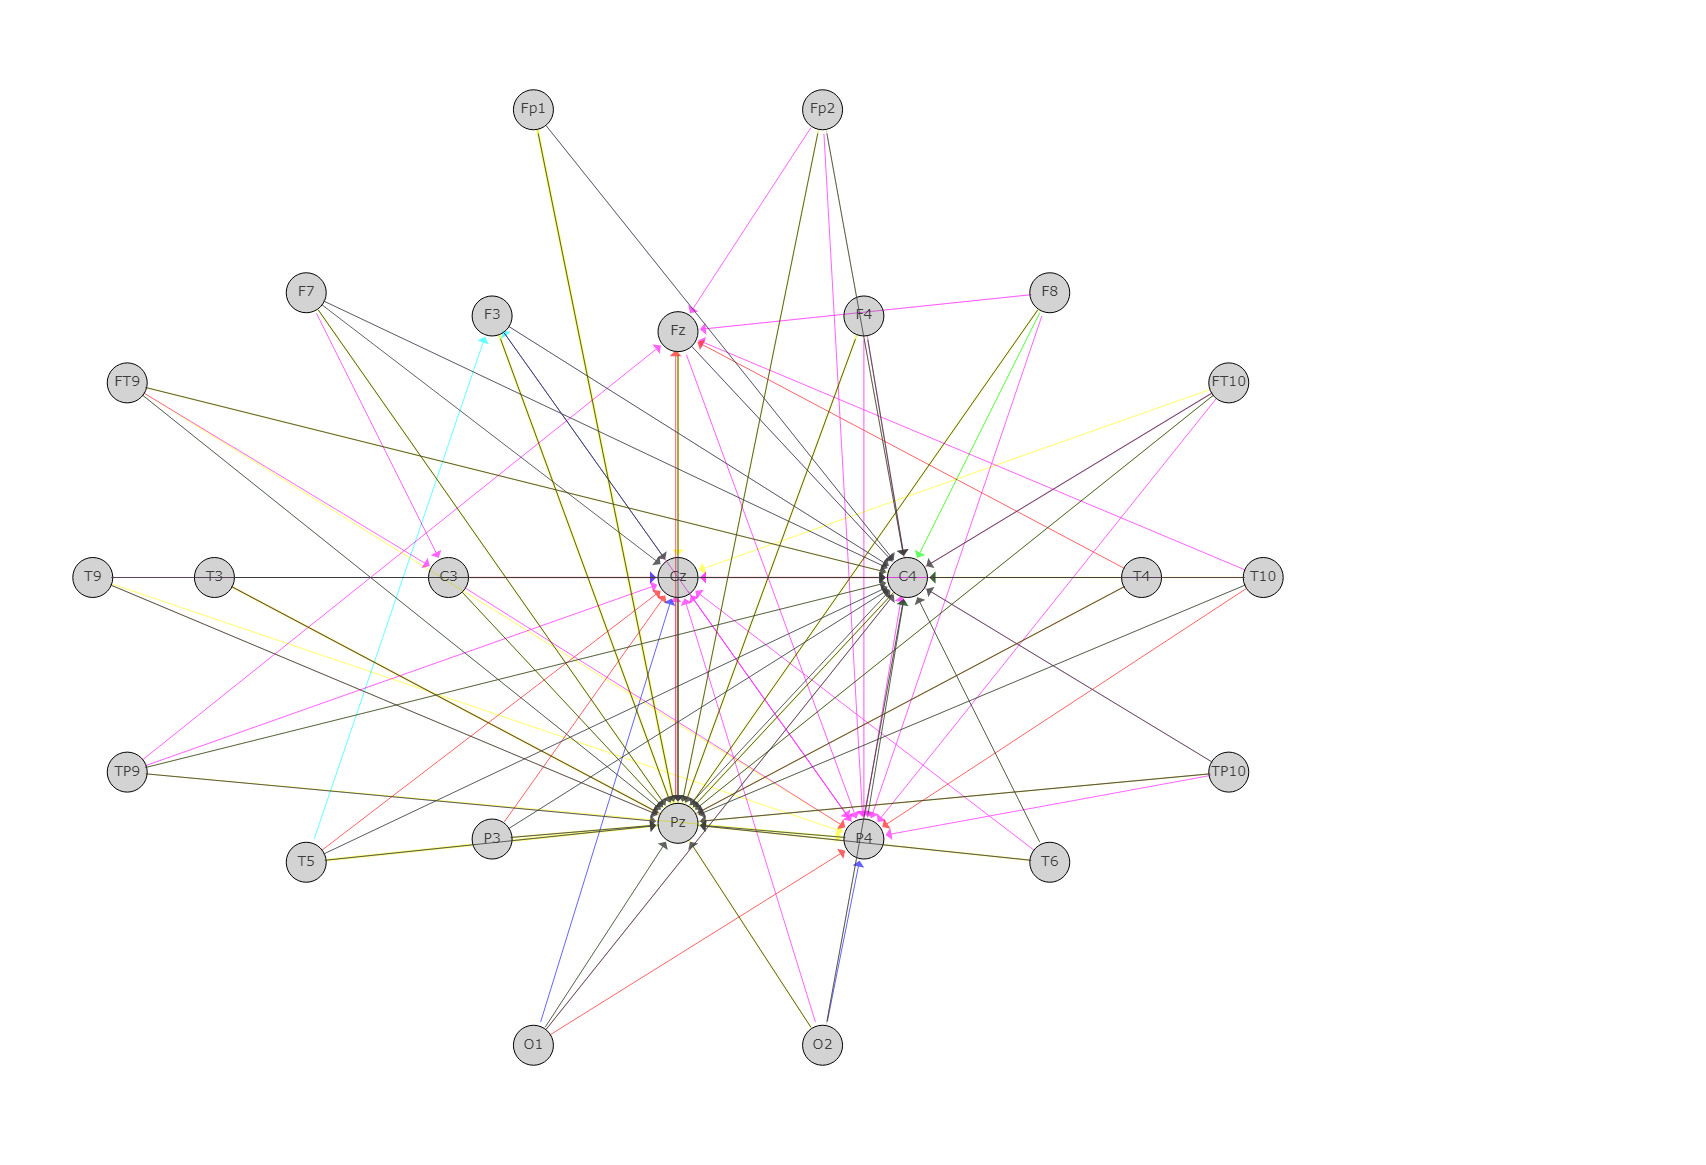 Fp1 Fp2
F7 F3 Fz F4 F8
FT9 FT10
T9 T3 C3 Cz C4 T4 T10
TP9 TP10
T5 P3 Pz P4 T6
O1 O2